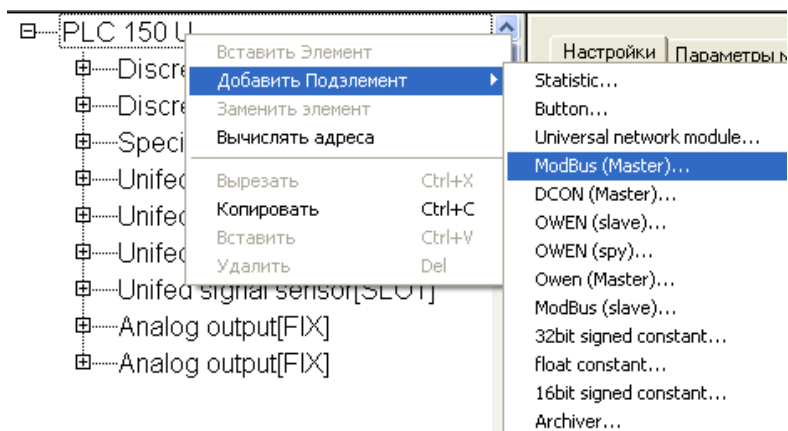 PLC 150 U
Discre
Discre
Speci
Unifed
Unifed
Unifed
Unifed signal sensor[SLOT]
Analog output[FIX]
Analog output[FIX]
Вставить Элемент
Добавить Подэлемент
Заменить элемент
Вычислять адреса
Вырезать Ctrl+X
Копировать Ctrl+C
Вставить Ctrl+V
Удалить Del
Настройки Параметры м
Statistic...
Button...
Universal network module...
ModBus (Master)...
DCON (Master)...
OWEN (slave)...
OWEN (spy)...
Owen (Master)...
ModBus (slave)...
32bit signed constant...
float constant...
16bit signed constant...
Archiver...